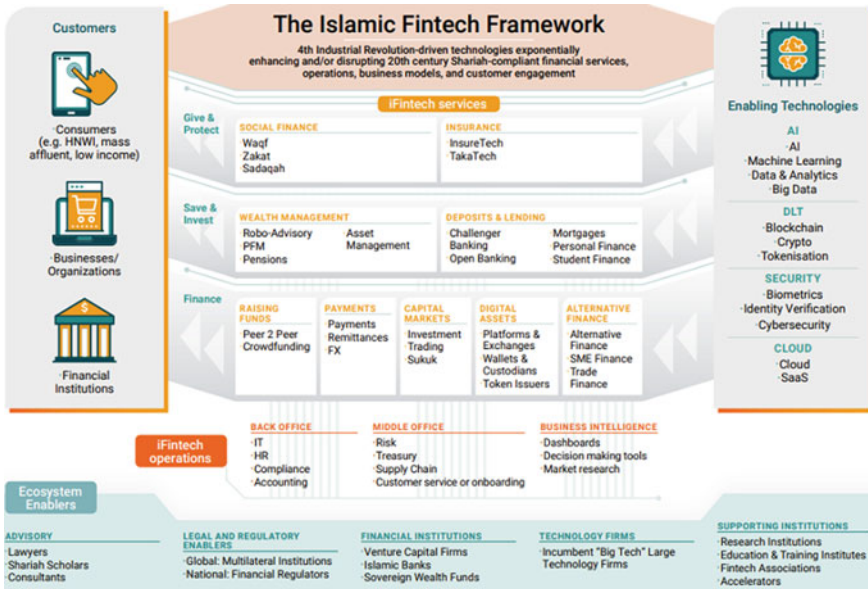 The Islamic Fintech Framework
4th Industrial Revolution-driven technologies exponentially
enhancing and/or disrupting 20th century Shariah-compliant financial services,
operations, business models, and customer engagement
Customers
·Consumers
(e.g. HNWI, mass
affluent, low income)
·Businesses/
Organizations
·Financial
Institutions
iFintech services
Give &
Protect
SOCIAL FINANCE
Waqf
Zakat
Sadaqah
INSURANCE
·InsureTech
·TakaTech
Save &
Invest
WEALTH MANAGEMENT
·Robo-Advisory
·PFM
·Pensions
·Asset
Management
DEPOSITS & LENDING
·Challenger
Banking
·Open Banking
·Mortgages
·Personal Finance
·Student Finance
Finance
RAISING
FUNDS
·Peer 2 Peer
·Crowdfunding
PAYMENTS
·Payments
·Remittances
·FX
CAPITAL
MARKETS
·Investment
·Trading
·Sukuk
DIGITAL
ASSETS
·Platforms &
Exchanges
·Wallets &
Custodians
·Token Issuers
ALTERNATIVE
FINANCE
·Alternative
Finance
·SME Finance
·Trade
Finance
Enabling Technologies
AI
·AI
·Machine Learning
·Data & Analytics
·Big Data
DLT
·Blockchain
·Crypto
·Tokenisation
SECURITY
·Biometrics
·Identity Verification
·Cybersecurity
CLOUD
·Cloud
·SaaS
iFintech
operations
BACK OFFICE
·IT
·HR
·Compliance
·Accounting
MIDDLE OFFICE
·Risk
·Treasury
·Supply Chain
·Customer service or onboarding
BUSINESS INTELLIGENCE
·Dashboards
·Decision making tools
·Market research
Ecosystem
Enablers
ADVISORY
·Lawyers
·Shariah Scholars
·Consultants
LEGAL AND REGULATORY
ENABLERS
·Global: Multilateral Institutions
·National: Financial Regulators
FINANCIAL INSTITUTIONS
·Venture Capital Firms
·Islamic Banks
·Sovereign Wealth Funds
TECHNOLOGY FIRMS
·Incumbent "Big Tech" Large
Technology Firms
SUPPORTING INSTITUTIONS
·Research Institutions
·Education & Training Institutes
·Fintech Associations
·Accelerators